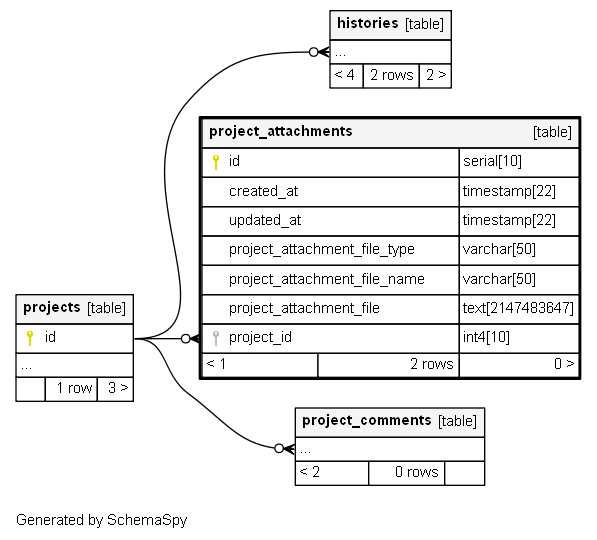 histories [table]
...
< 4 2 rows 2 >
project_attachments [table]
id serial[10]
created_at timestamp[22]
updated_at timestamp[22]
project_attachment_file_type varchar[50]
project_attachment_file_name varchar[50]
project_attachment_file text[2147483647]
project_id int4[10]
< 1 2 rows 0 >
projects [table]
id
...
1 row 3 >
project_comments [table]
...
< 2 0 rows
Generated by SchemaSpy